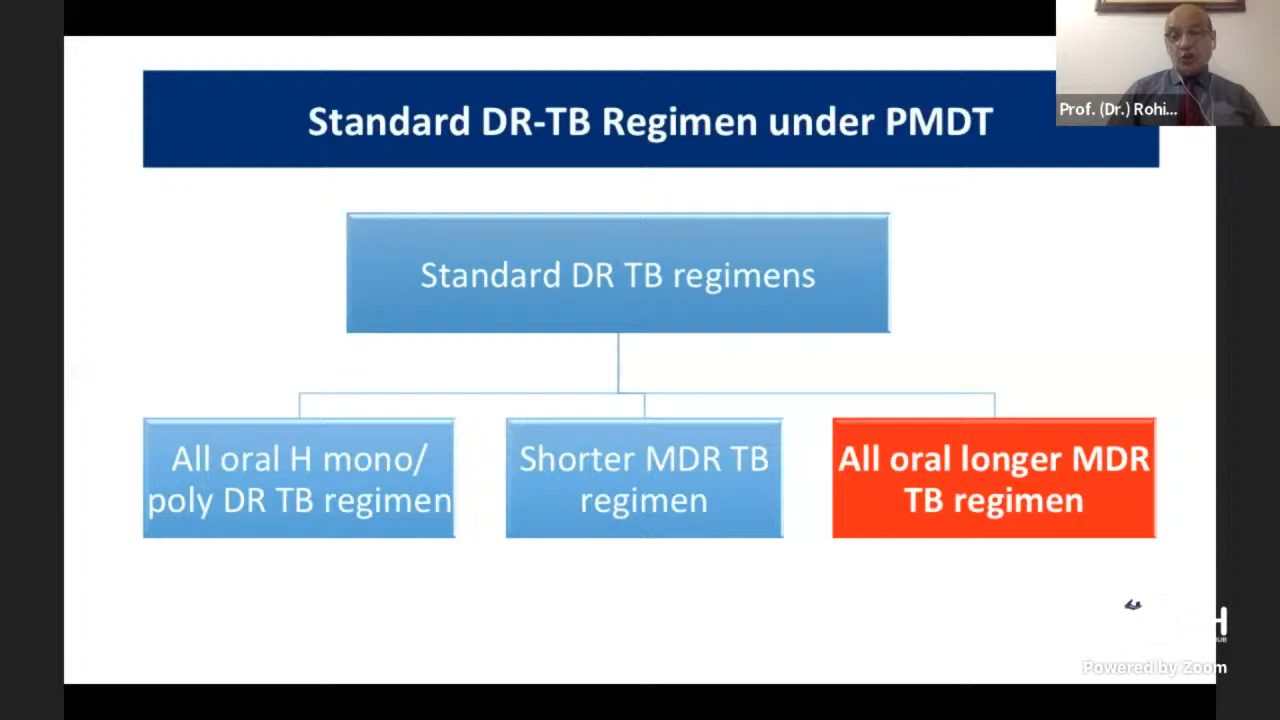 Standard DR-TB Regimen under PMDT
Prof. (Dr.) Rohi...
Standard DR TB regimens
All oral H mono/
poly DR TB regimen
Shorter MDR TB
regimen
All oral longer MDR
TB regimen
H
UB
Powered by Zoom